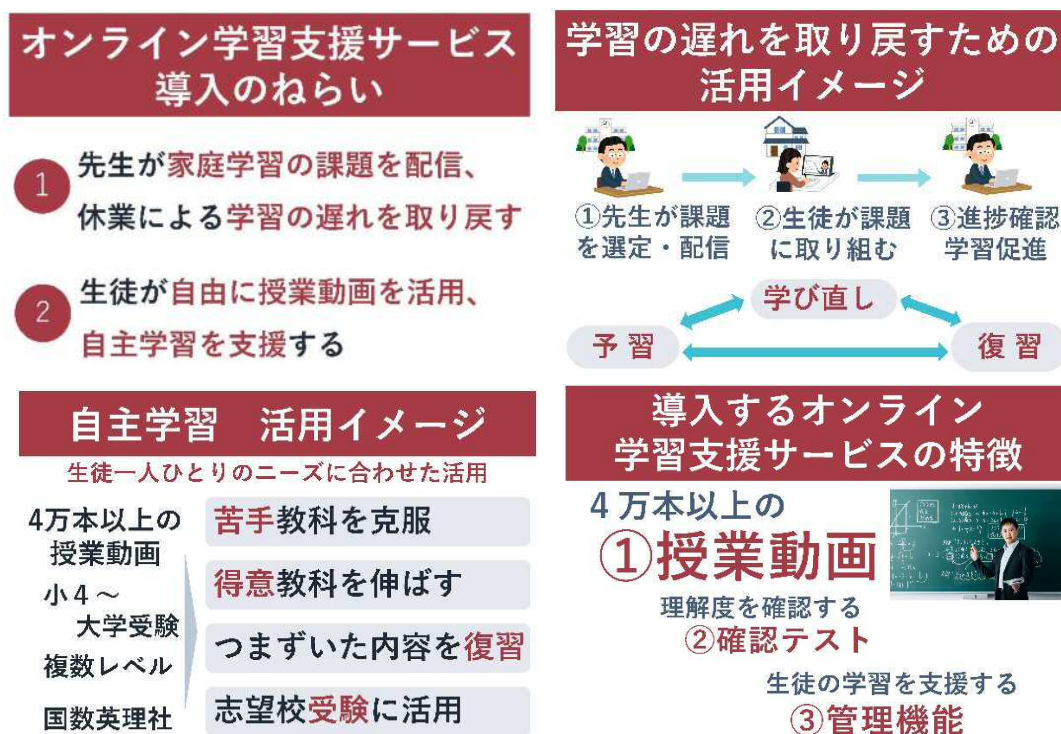 オンライン学習支援サービス
導入のねらい
1
先生が家庭学習の課題を配信、
休業による学習の遅れを取り戻す
2
生徒が自由に授業動画を活用、
自主学習を支援する
学習の遅れを取り戻すための
活用イメージ
①先生が課題
を選定・配信
②生徒が課題
に取り組む
③進捗確認
学習促進
学び直し
予習
復習
自主学習　活用イメージ
生徒一人ひとりのニーズに合わせた活用
4万本以上の
授業動画
小4～
大学受験
複数レベル
国数英理社
苦手教科を克服
得意教科を伸ばす
つまずいた内容を復習
志望校受験に活用
導入するオンライン
学習支援サービスの特徴
4万本以上の
①授業動画
理解度を確認する
②確認テスト
生徒の学習を支援する
③管理機能